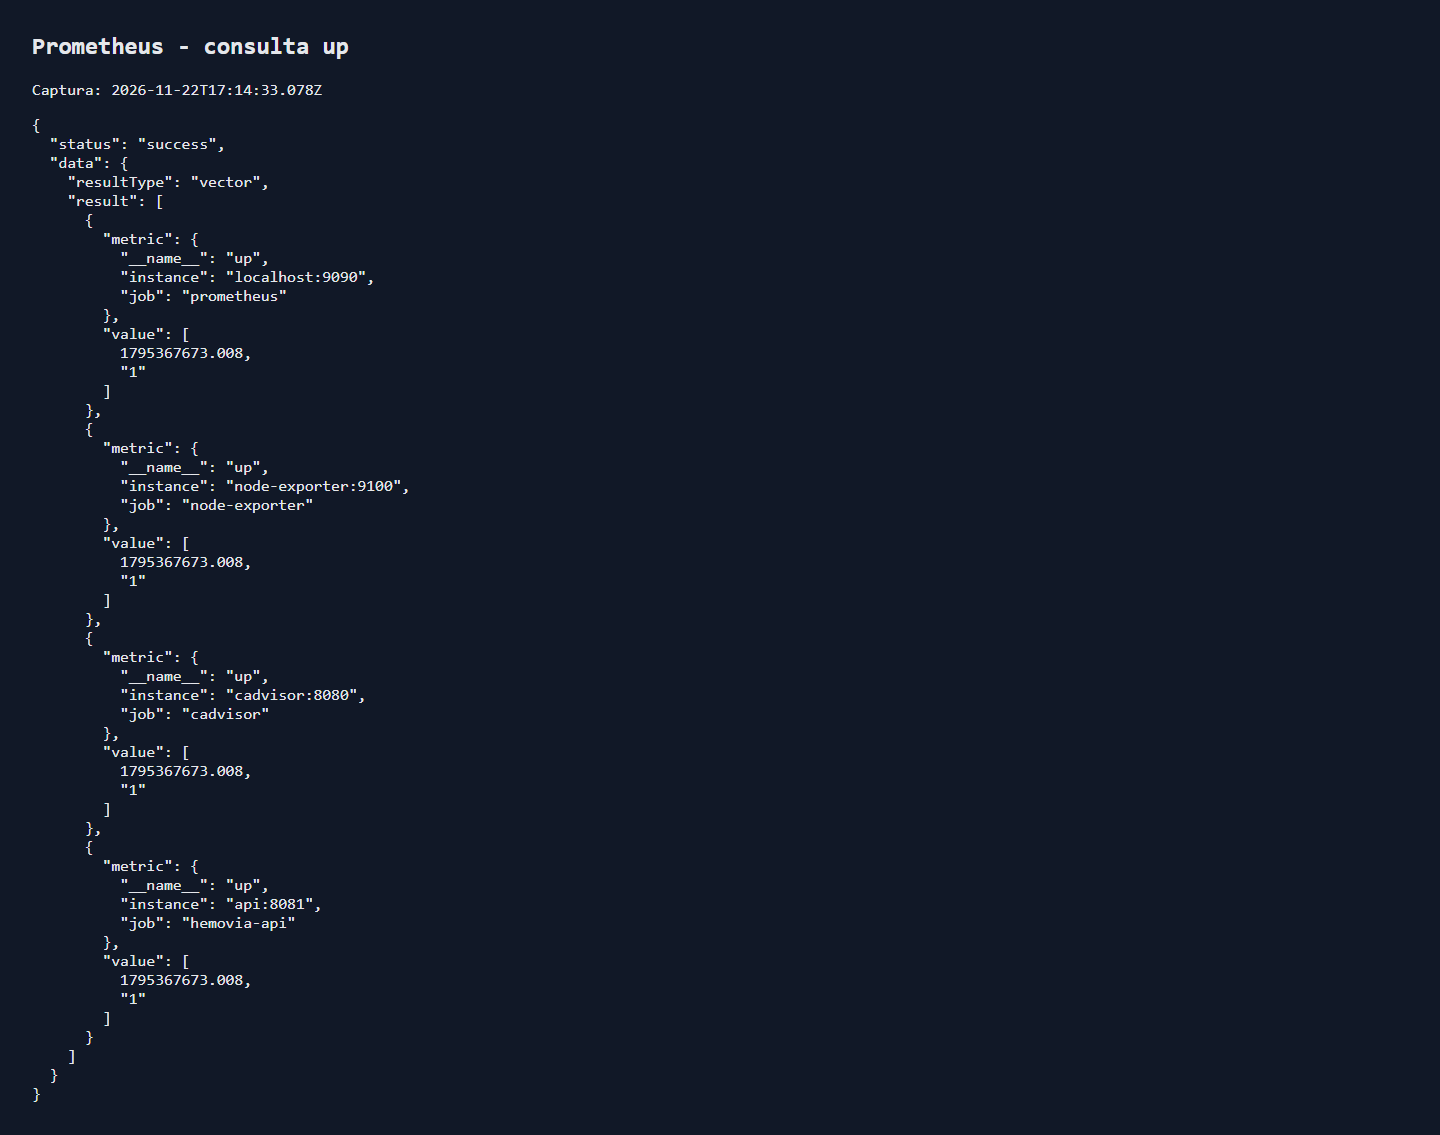 Prometheus - consulta up
Captura: 2026-11-22T17:14:33.078Z
{
  "status": "success",
  "data": {
    "resultType": "vector",
    "result": [
      {
        "metric": {
          "__name__": "up",
          "instance": "localhost:9090",
          "job": "prometheus"
        },
        "value": [
          1795367673.008,
          "1"
        ]
      },
      {
        "metric": {
          "__name__": "up",
          "instance": "node-exporter:9100",
          "job": "node-exporter"
        },
        "value": [
          1795367673.008,
          "1"
        ]
      },
      {
        "metric": {
          "__name__": "up",
          "instance": "cadvisor:8080",
          "job": "cadvisor"
        },
        "value": [
          1795367673.008,
          "1"
        ]
      },
      {
        "metric": {
          "__name__": "up",
          "instance": "api:8081",
          "job": "hemovia-api"
        },
        "value": [
          1795367673.008,
          "1"
        ]
      }
    ]
  }
}